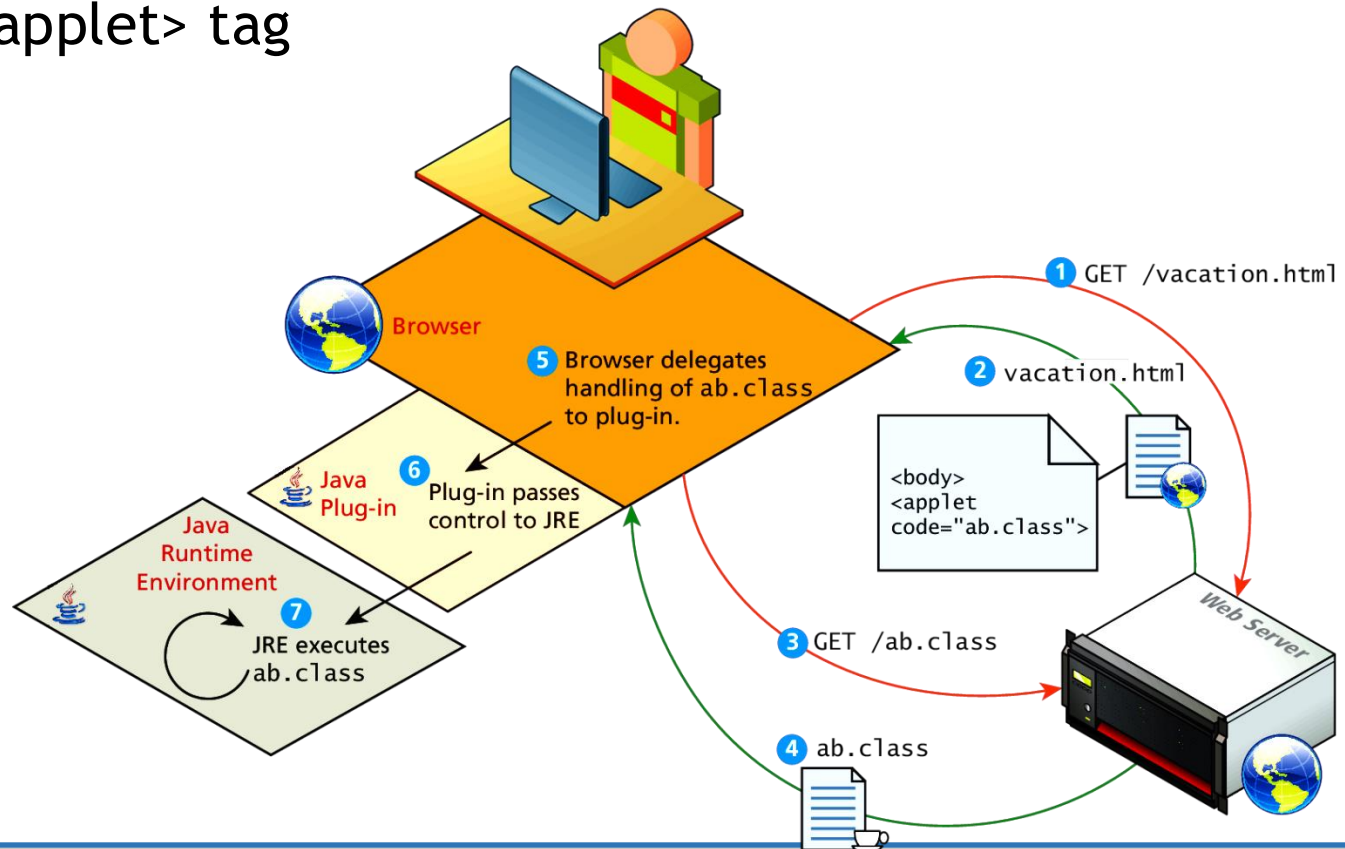 applet> tag
1 GET /vacation.html
Browser
2 vacation.html
5 Browser delegates
handling of ab.class
to plug-in.
<body>
<applet
code="ab.class">
Java
Plug-in
6
Plug-in passes
control to JRE
Java
Runtime
Environment
7
JRE executes
ab.class
Web Server
3 GET /ab.class
4 ab.class